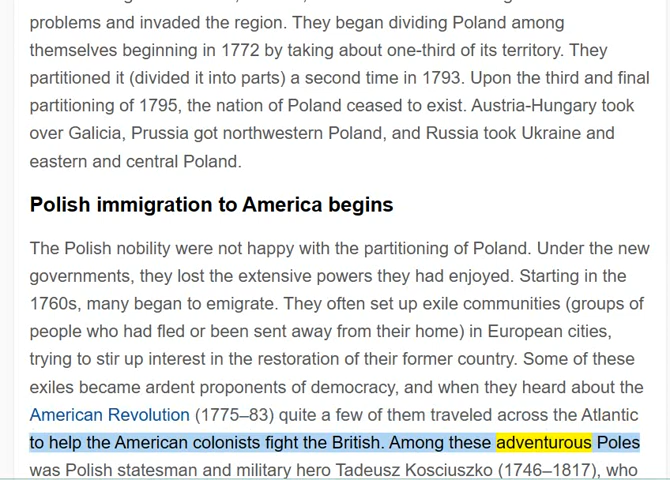 problems and invaded the region. They began dividing Poland among
themselves beginning in 1772 by taking about one-third of its territory. They
partitioned it (divided it into parts) a second time in 1793. Upon the third and final
partitioning of 1795, the nation of Poland ceased to exist. Austria-Hungary took
over Galicia, Prussia got northwestern Poland, and Russia took Ukraine and
eastern and central Poland.
Polish immigration to America begins
The Polish nobility were not happy with the partitioning of Poland. Under the new
governments, they lost the extensive powers they had enjoyed. Starting in the
1760s, many began to emigrate. They often set up exile communities (groups of
people who had fled or been sent away from their home) in European cities,
trying to stir up interest in the restoration of their former country. Some of these
exiles became ardent proponents of democracy, and when they heard about the
American Revolution (1775–83) quite a few of them traveled across the Atlantic
to help the American colonists fight the British. Among these adventurous Poles
was Polish statesman and military hero Tadeusz Kosciuszko (1746–1817), who